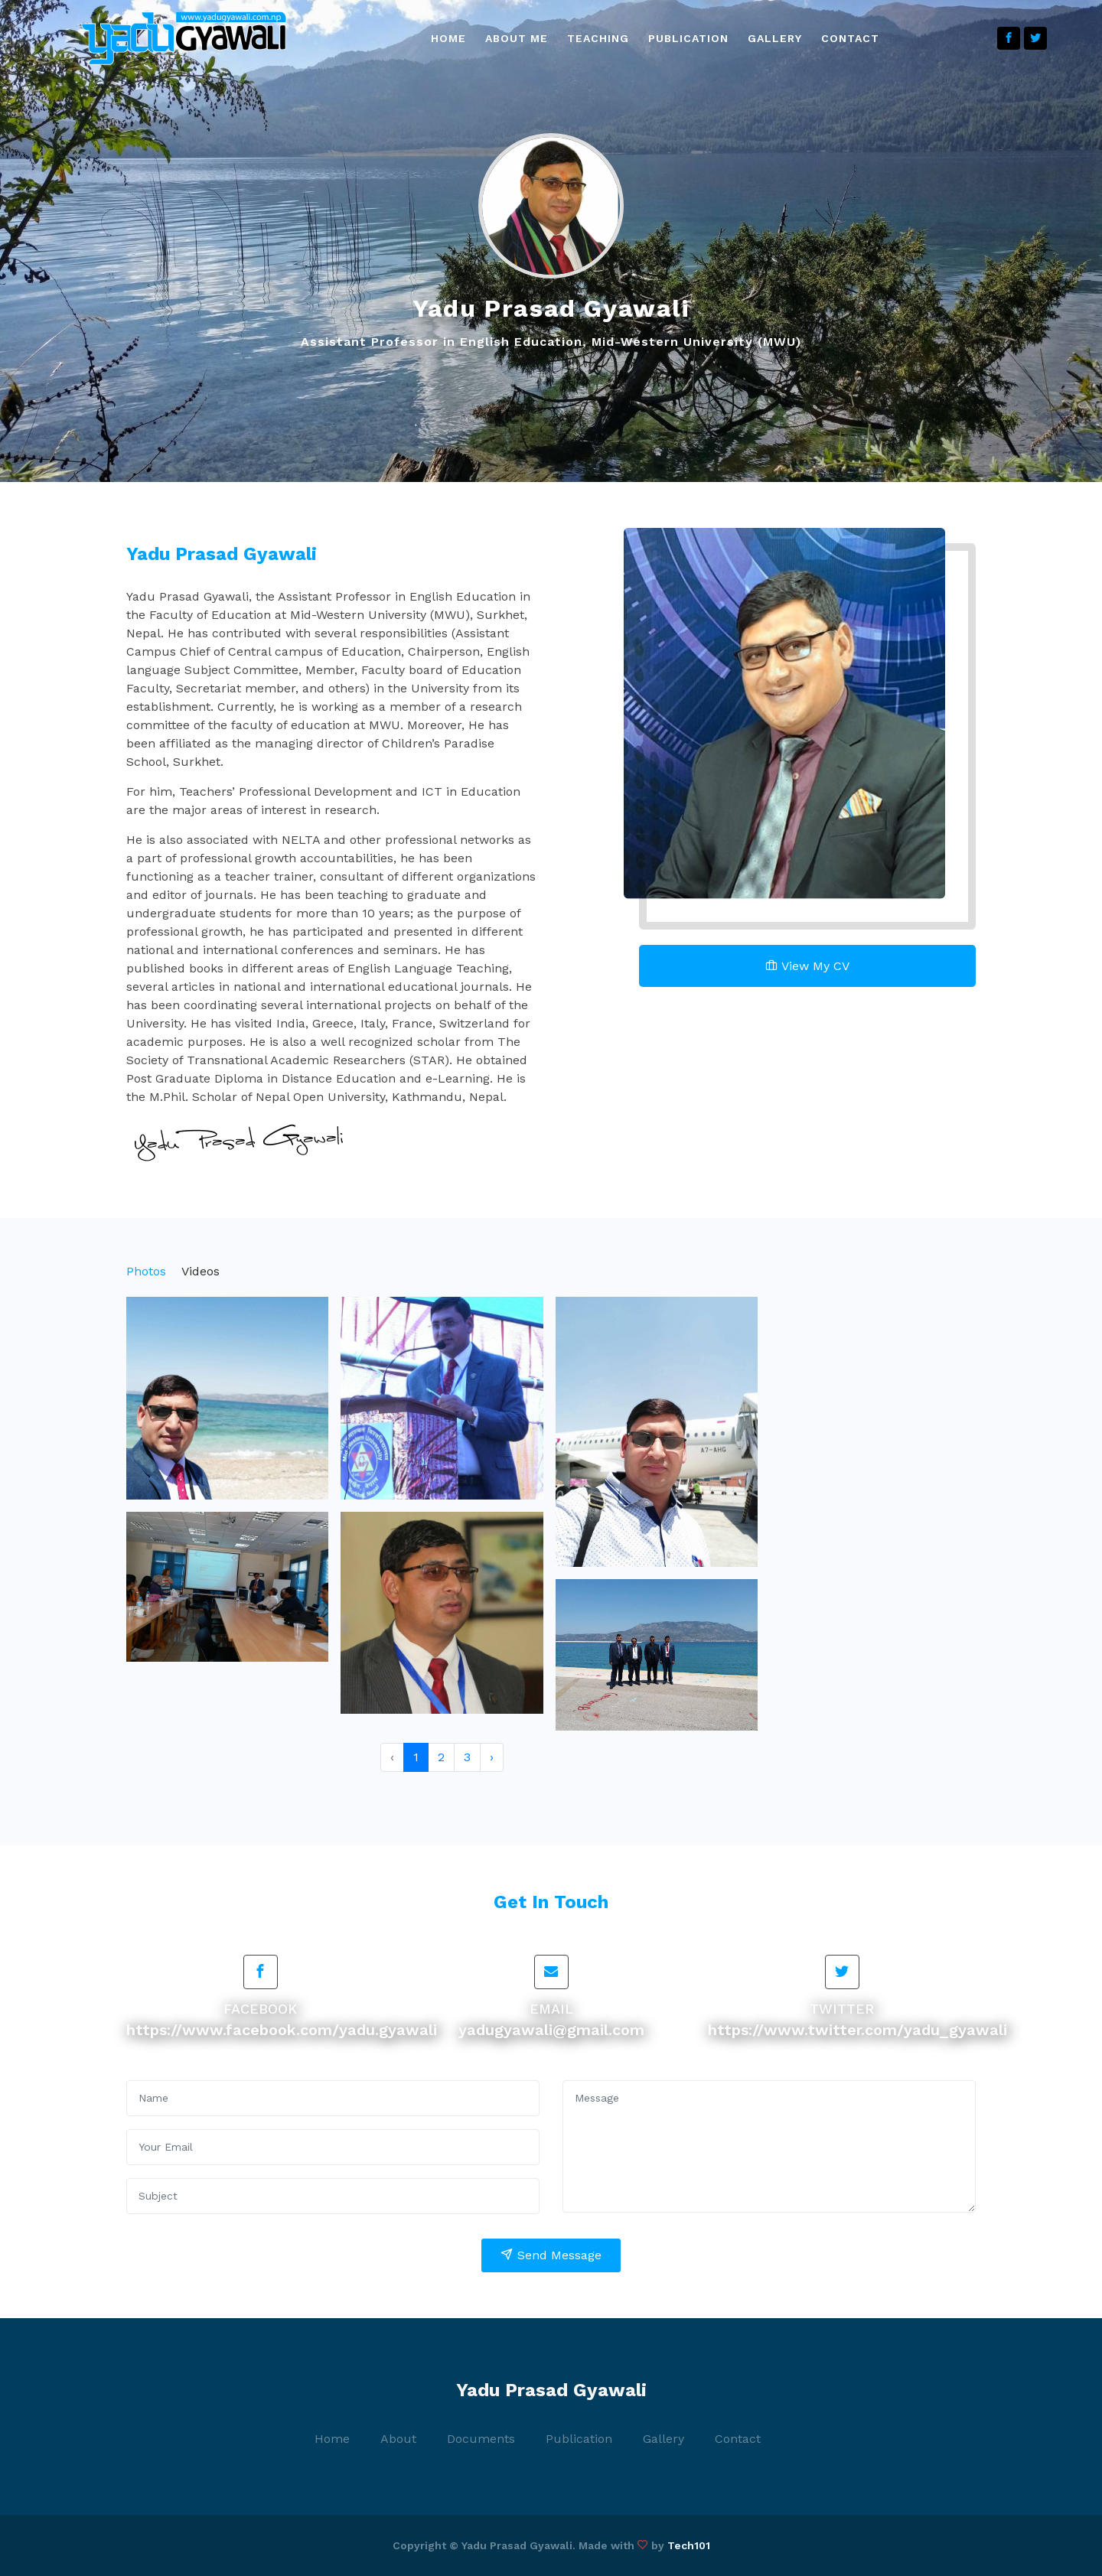 www.yadugyawali.com.np
yaduGYAWALI
HOME ABOUT ME TEACHING PUBLICATION GALLERY CONTACT
Yadu Prasad Gyawali
Assistant Professor in English Education, Mid-Western University (MWU)
Yadu Prasad Gyawali
Yadu Prasad Gyawali, the Assistant Professor in English Education in
the Faculty of Education at Mid-Western University (MWU), Surkhet,
Nepal. He has contributed with several responsibilities (Assistant
Campus Chief of Central campus of Education, Chairperson, English
language Subject Committee, Member, Faculty board of Education
Faculty, Secretariat member, and others) in the University from its
establishment. Currently, he is working as a member of a research
committee of the faculty of education at MWU. Moreover, He has
been affiliated as the managing director of Children’s Paradise
School, Surkhet.
For him, Teachers’ Professional Development and ICT in Education
are the major areas of interest in research.
He is also associated with NELTA and other professional networks as
a part of professional growth accountabilities, he has been
functioning as a teacher trainer, consultant of different organizations
and editor of journals. He has been teaching to graduate and
undergraduate students for more than 10 years; as the purpose of
professional growth, he has participated and presented in different
national and international conferences and seminars. He has
published books in different areas of English Language Teaching,
several articles in national and international educational journals. He
has been coordinating several international projects on behalf of the
University. He has visited India, Greece, Italy, France, Switzerland for
academic purposes. He is also a well recognized scholar from The
Society of Transnational Academic Researchers (STAR). He obtained
Post Graduate Diploma in Distance Education and e-Learning. He is
the M.Phil. Scholar of Nepal Open University, Kathmandu, Nepal.
Yadu Prasad Gyawali
View My CV
Photos Videos
A7-AHG
‹ 1 2 3 ›
Get In Touch
FACEBOOK
https://www.facebook.com/yadu.gyawali
EMAIL
yadugyawali@gmail.com
TWITTER
https://www.twitter.com/yadu_gyawali
Name
Your Email
Subject
Message
Send Message
Yadu Prasad Gyawali
Home About Documents Publication Gallery Contact
Copyright © Yadu Prasad Gyawali. Made with ♡ by Tech101